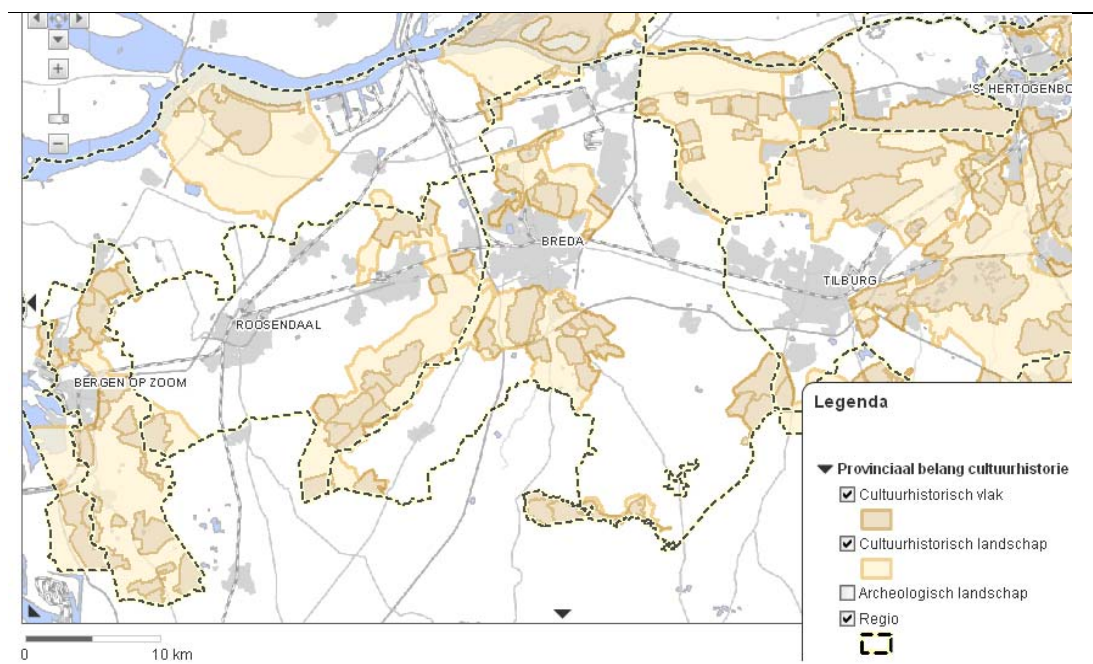 'S. HERTOGENBO
BREDA
TILBURG
ROOSENDAAL
BERGEN OP ZOOM
Legenda
Provinciaal belang cultuurhistorie
Cultuurhistorisch vlak
Cultuurhistorisch landschap
Archeologisch landschap
Regio
0 10 km